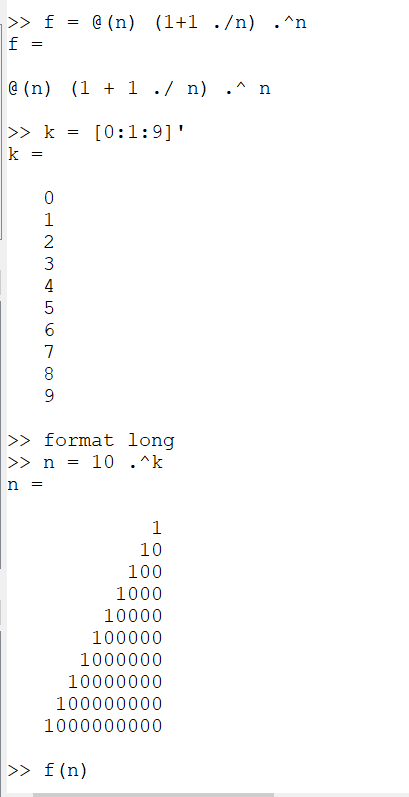 >> f = @(n) (1+1 ./n) .^n
f =
@(n) (1 + 1 ./ n) .^ n
>> k = [0:1:9]'
k =
0
1
2
3
4
5
6
7
8
9
>> format long
>> n = 10 .^k
n =
1
10
100
1000
10000
100000
1000000
10000000
100000000
1000000000
>> f(n)